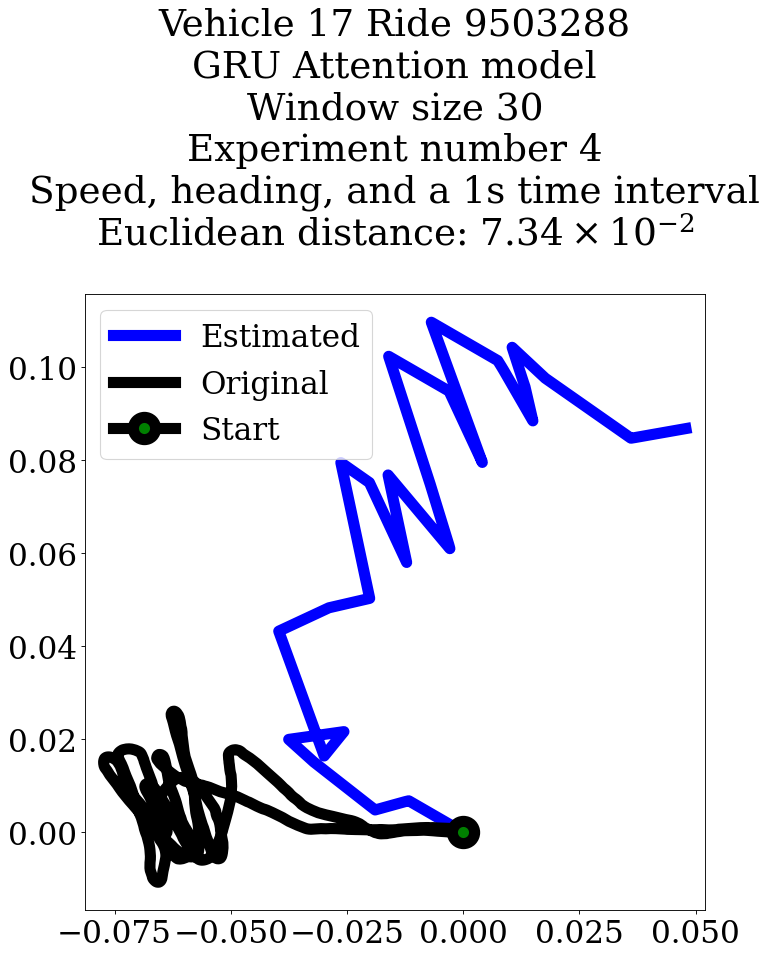 Vehicle 17 Ride 9503288
GRU Attention model
Window size 30
Experiment number 4
Speed, heading, and a 1s time interval
Euclidean distance: 7.34 × 10⁻²
Estimated
Original
Start
0.10
0.08
0.06
0.04
0.02
0.00
−0.075 −0.050 −0.025 0.000 0.025 0.050